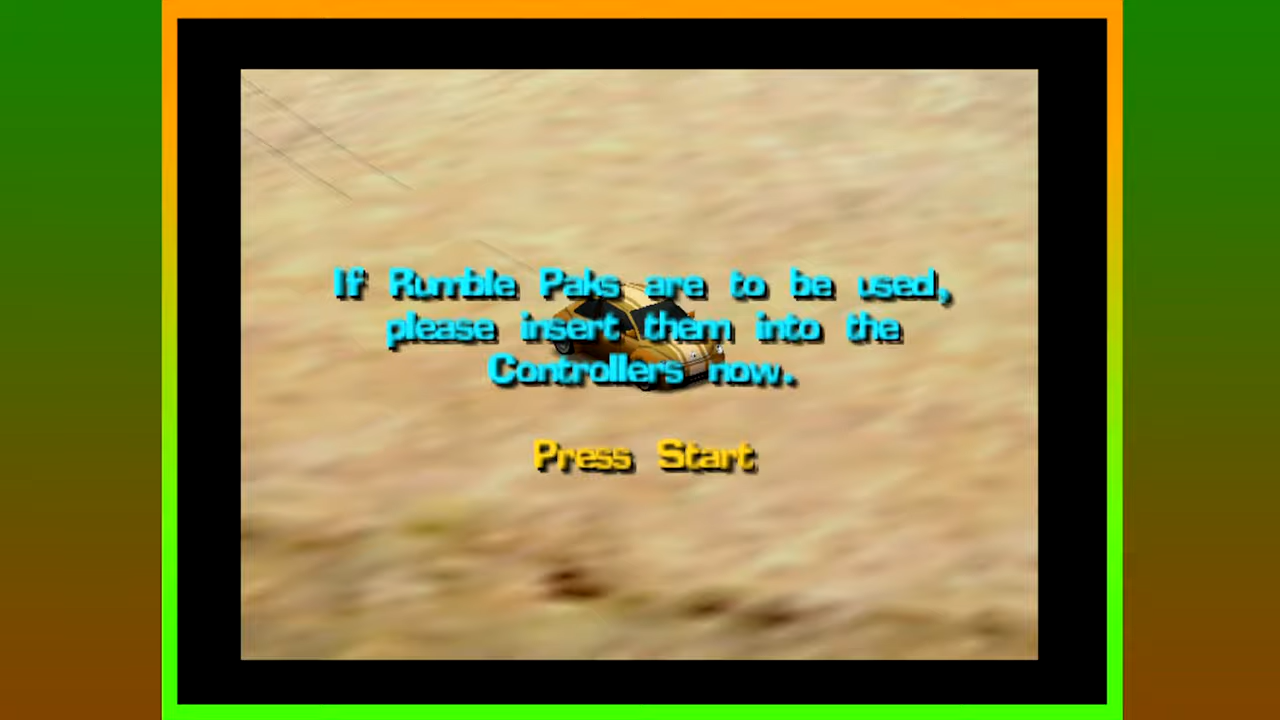 If Rumble Paks are to be used,
please insert them into the
Controllers now.
Press Start